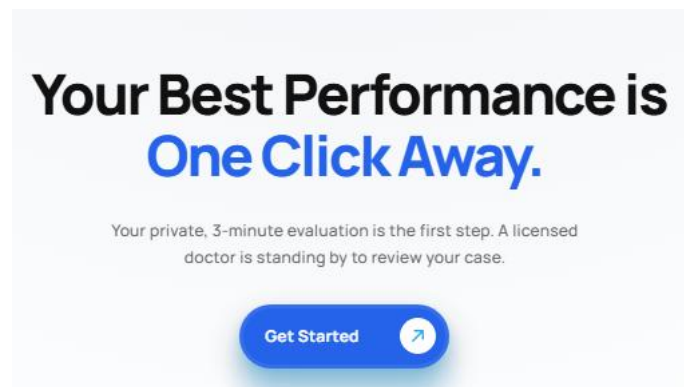 Your Best Performance is
One Click Away.
Your private, 3-minute evaluation is the first step. A licensed
doctor is standing by to review your case.
Get Started